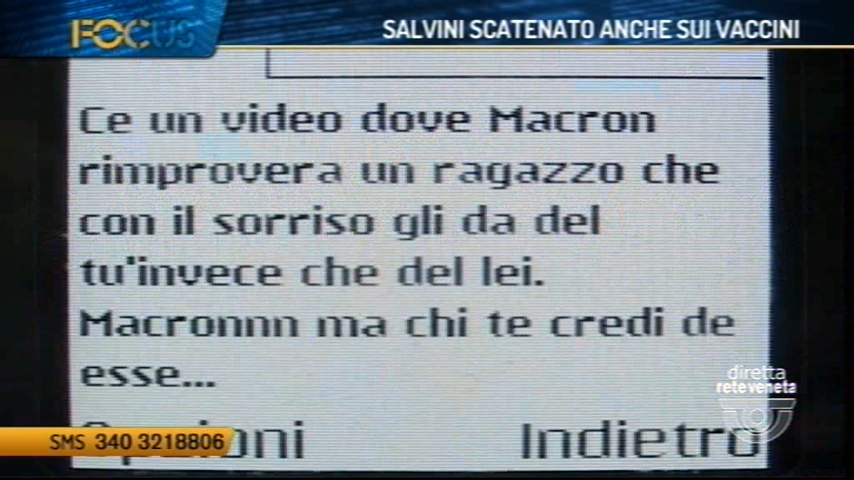 FOCUS
SALVINI SCATENATO ANCHE SUI VACCINI
Ce un video dove Macron
rimprovera un ragazzo che
con il sorriso gli da del
tu'invece che del lei.
Macronnn ma chi te credi de
esse...
Opzioni
Indietro
SMS 340 3218806
diretta
reteveneta